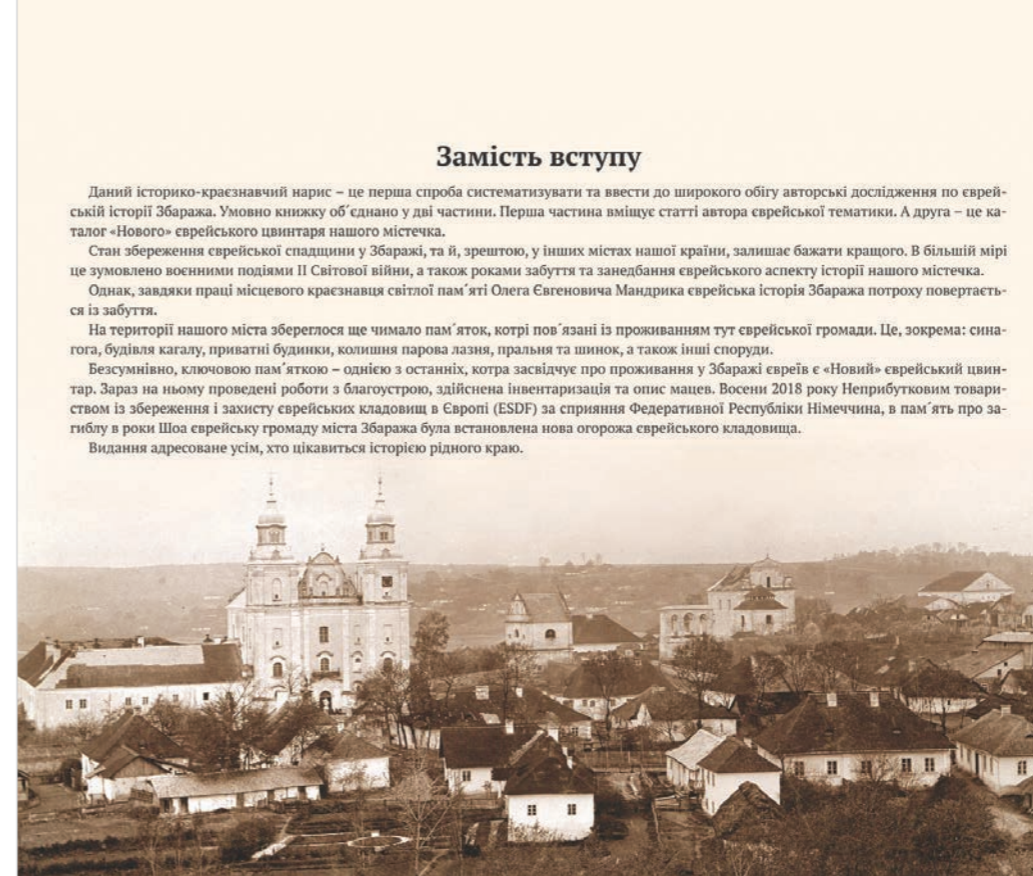 Замість вступу
Даний історико-краєзнавчий нарис – це перша спроба систематизувати та ввести до широкого обігу авторські дослідження по єврей-
ській історії Збаража. Умовно книжку об´єднано у дві частини. Перша частина вміщує статті автора єврейської тематики. А друга – це ка-
талог «Нового» єврейського цвинтаря нашого містечка.
Стан збереження єврейської спадщини у Збаражі, та й, зрештою, у інших містах нашої країни, залишає бажати кращого. В більшій мірі
це зумовлено воєнними подіями ІІ Світової війни, а також роками забуття та занедбання єврейського аспекту історії нашого містечка.
Однак, завдяки праці місцевого краєзнавця світлої пам´яті Олега Євгеновича Мандрика єврейська історія Збаража потроху повертаєть-
ся із забуття.
На території нашого міста збереглося ще чимало пам´яток, котрі пов´язані із проживанням тут єврейської громади. Це, зокрема: сина-
гога, будівля кагалу, приватні будинки, колишня парова лазня, пральня та шинок, а також інші споруди.
Безсумнівно, ключовою пам´яткою – однією з останніх, котра засвідчує про проживання у Збаражі євреїв є «Новий» єврейський цвин-
тар. Зараз на ньому проведені роботи з благоустрою, здійснена інвентаризація та опис мацев. Восени 2018 року Неприбутковим товари-
ством із збереження і захисту єврейських кладовищ в Європі (ESDF) за сприяння Федеративної Республіки Німеччина, в пам´ять про за-
гиблу в роки Шоа єврейську громаду міста Збаража була встановлена нова огорожа єврейського кладовища.
Видання адресоване усім, хто цікавиться історією рідного краю.